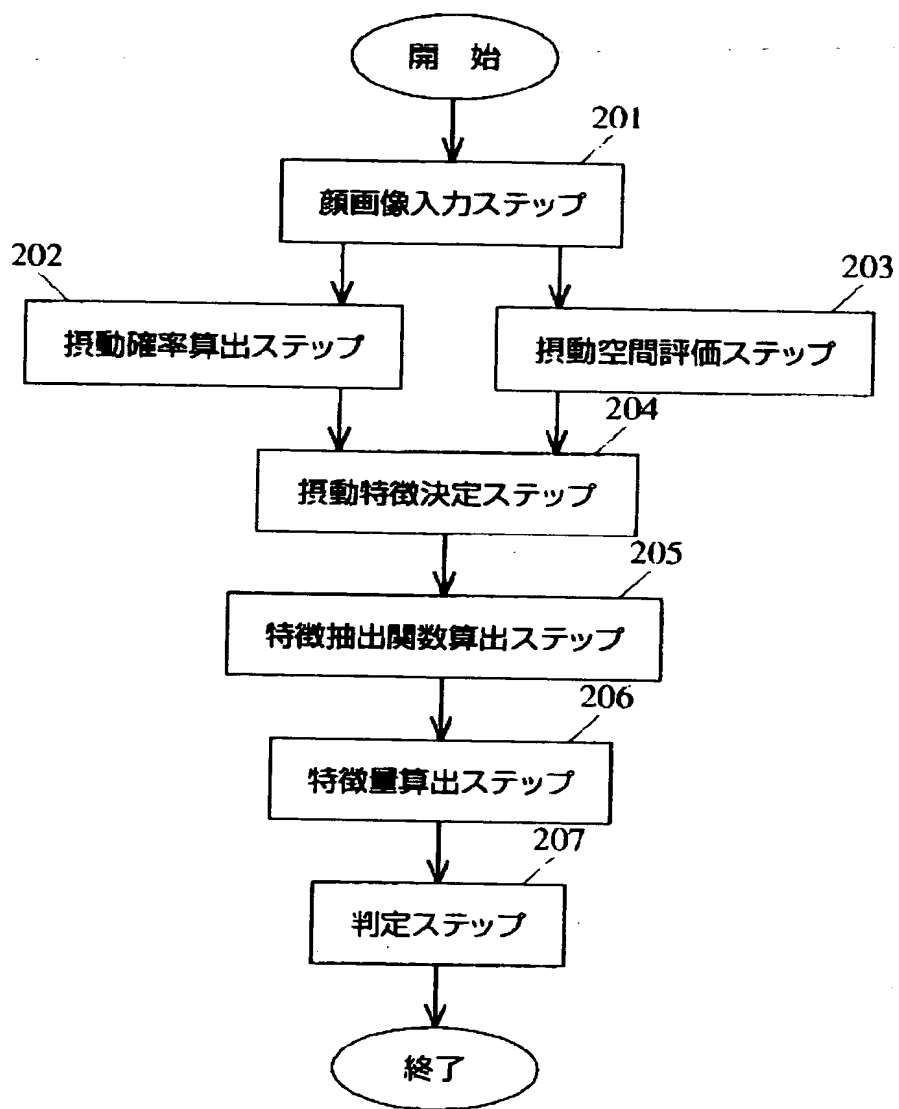 開 始
201
顔画像入力ステップ
202
摂動確率算出ステップ
203
摂動空間評価ステップ
204
摂動特徴決定ステップ
205
特徴抽出関数算出ステップ
206
特徴量算出ステップ
207
判定ステップ
終了